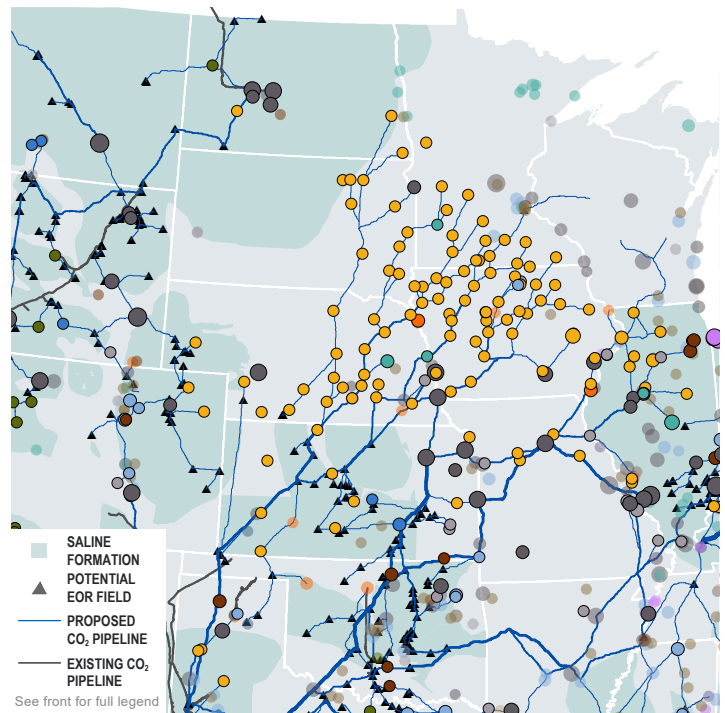 SALINE
FORMATION
POTENTIAL
EOR FIELD
PROPOSED
CO₂ PIPELINE
EXISTING CO₂
PIPELINE
See front for full legend